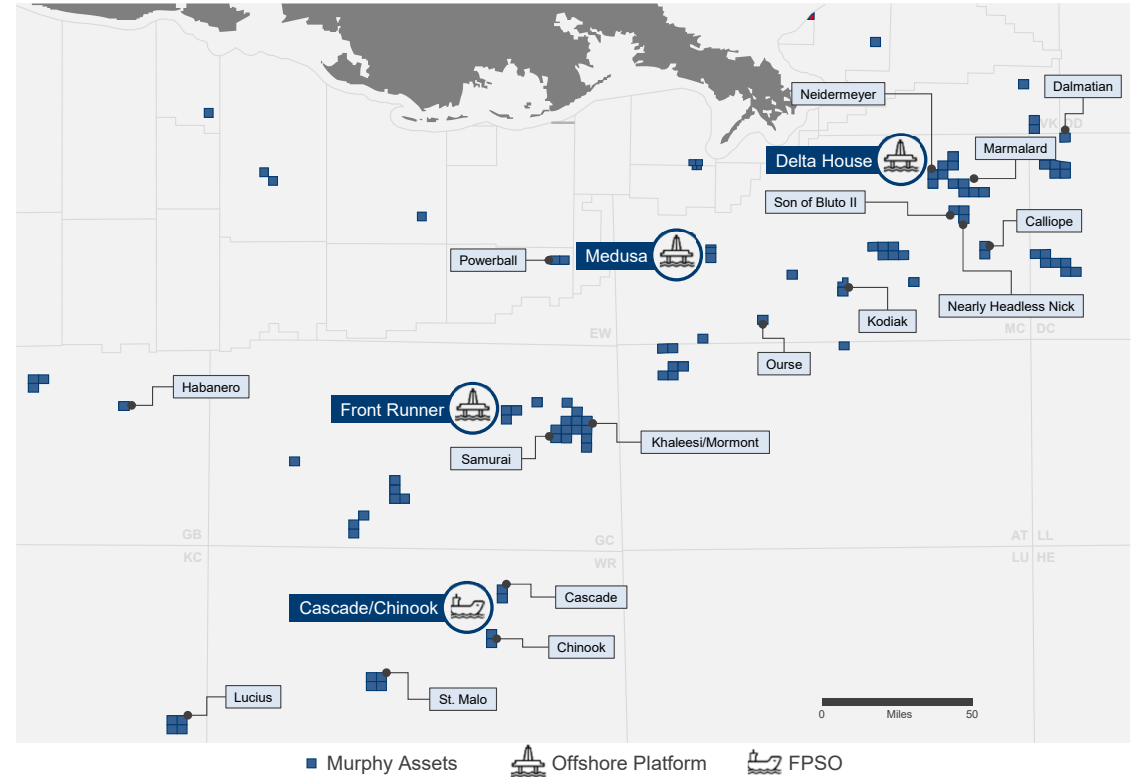 Dalmatian
Neidermeyer
VK DD
Marmalard
Delta House
Son of Bluto II
Calliope
Powerball
Medusa
Nearly Headless Nick
Kodiak
EW
MC DC
Ourse
Habanero
Front Runner
Khaleesi/Mormont
Samurai
GB
GC
AT LL
KC
WR
LU HE
Cascade/Chinook
Cascade
Chinook
Lucius
St. Malo
0 Miles 50
Murphy Assets
Offshore Platform
FPSO